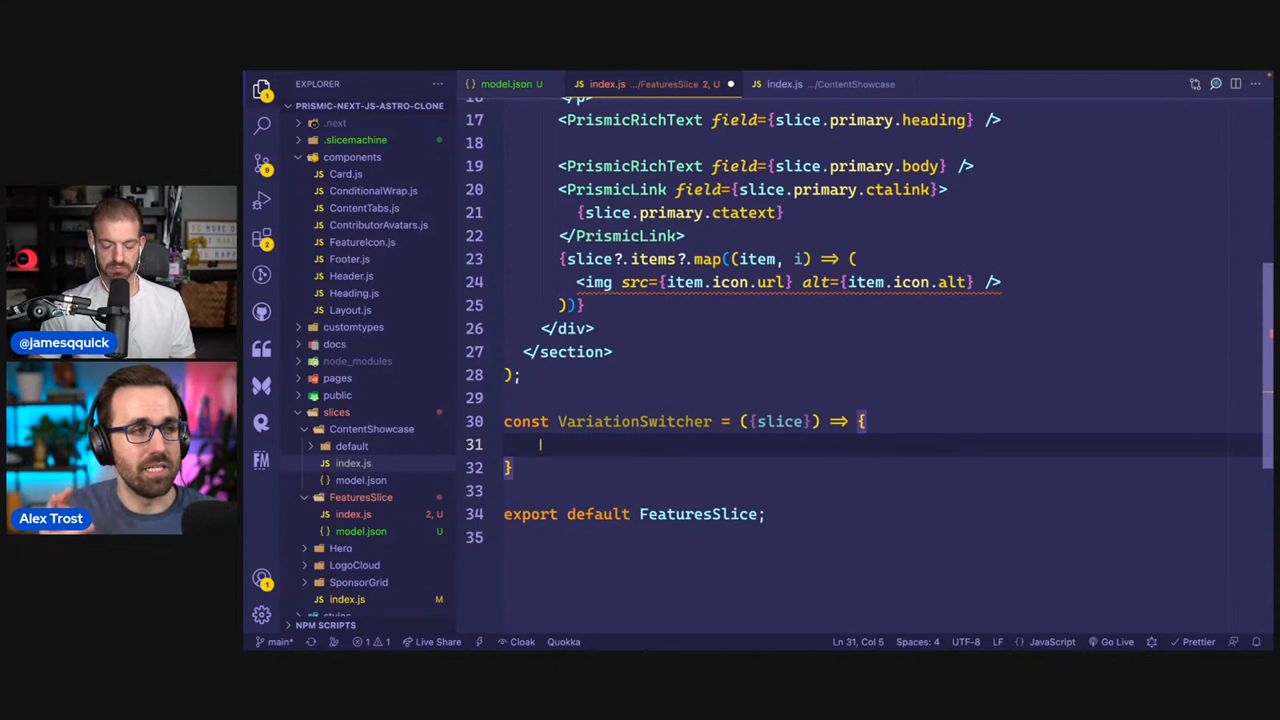 EXPLORER
PRISMIC-NEXT-JS-ASTRO-CLONE
.next
.slicemachine
components
Card.js
ConditionalWrap.js
ContentTabs.js
ContributorAvatars.js
FeatureIcon.js
Footer.js
Header.js
Heading.js
Layout.js
customtypes
docs
node_modules
pages
public
slices
ContentShowcase
default
index.js
model.json
FeaturesSlice
index.js 2, U
model.json U
Hero
LogoCloud
SponsorGrid
index.js M
NPM SCRIPTS
model.json U
index.js .../FeaturesSlice 2, U
index.js .../ContentShowcase
17 <PrismicRichText field={slice.primary.heading} />
18
19 <PrismicRichText field={slice.primary.body} />
20 <PrismicLink field={slice.primary.ctalink}>
21 {slice.primary.ctatext}
22 </PrismicLink>
23 {slice?.items?.map((item, i) => (
24 <img src={item.icon.url} alt={item.icon.alt} />
25 ))}
26 </div>
27 </section>
28 );
29
30 const VariationSwitcher = ({slice}) => {
31
32 }
33
34 export default FeaturesSlice;
35
@jamesqquick
Alex Trost
main* 1 1 Live Share Cloak Quokka Ln 31, Col 5 Spaces: 4 UTF-8 LF JavaScript Go Live Prettier